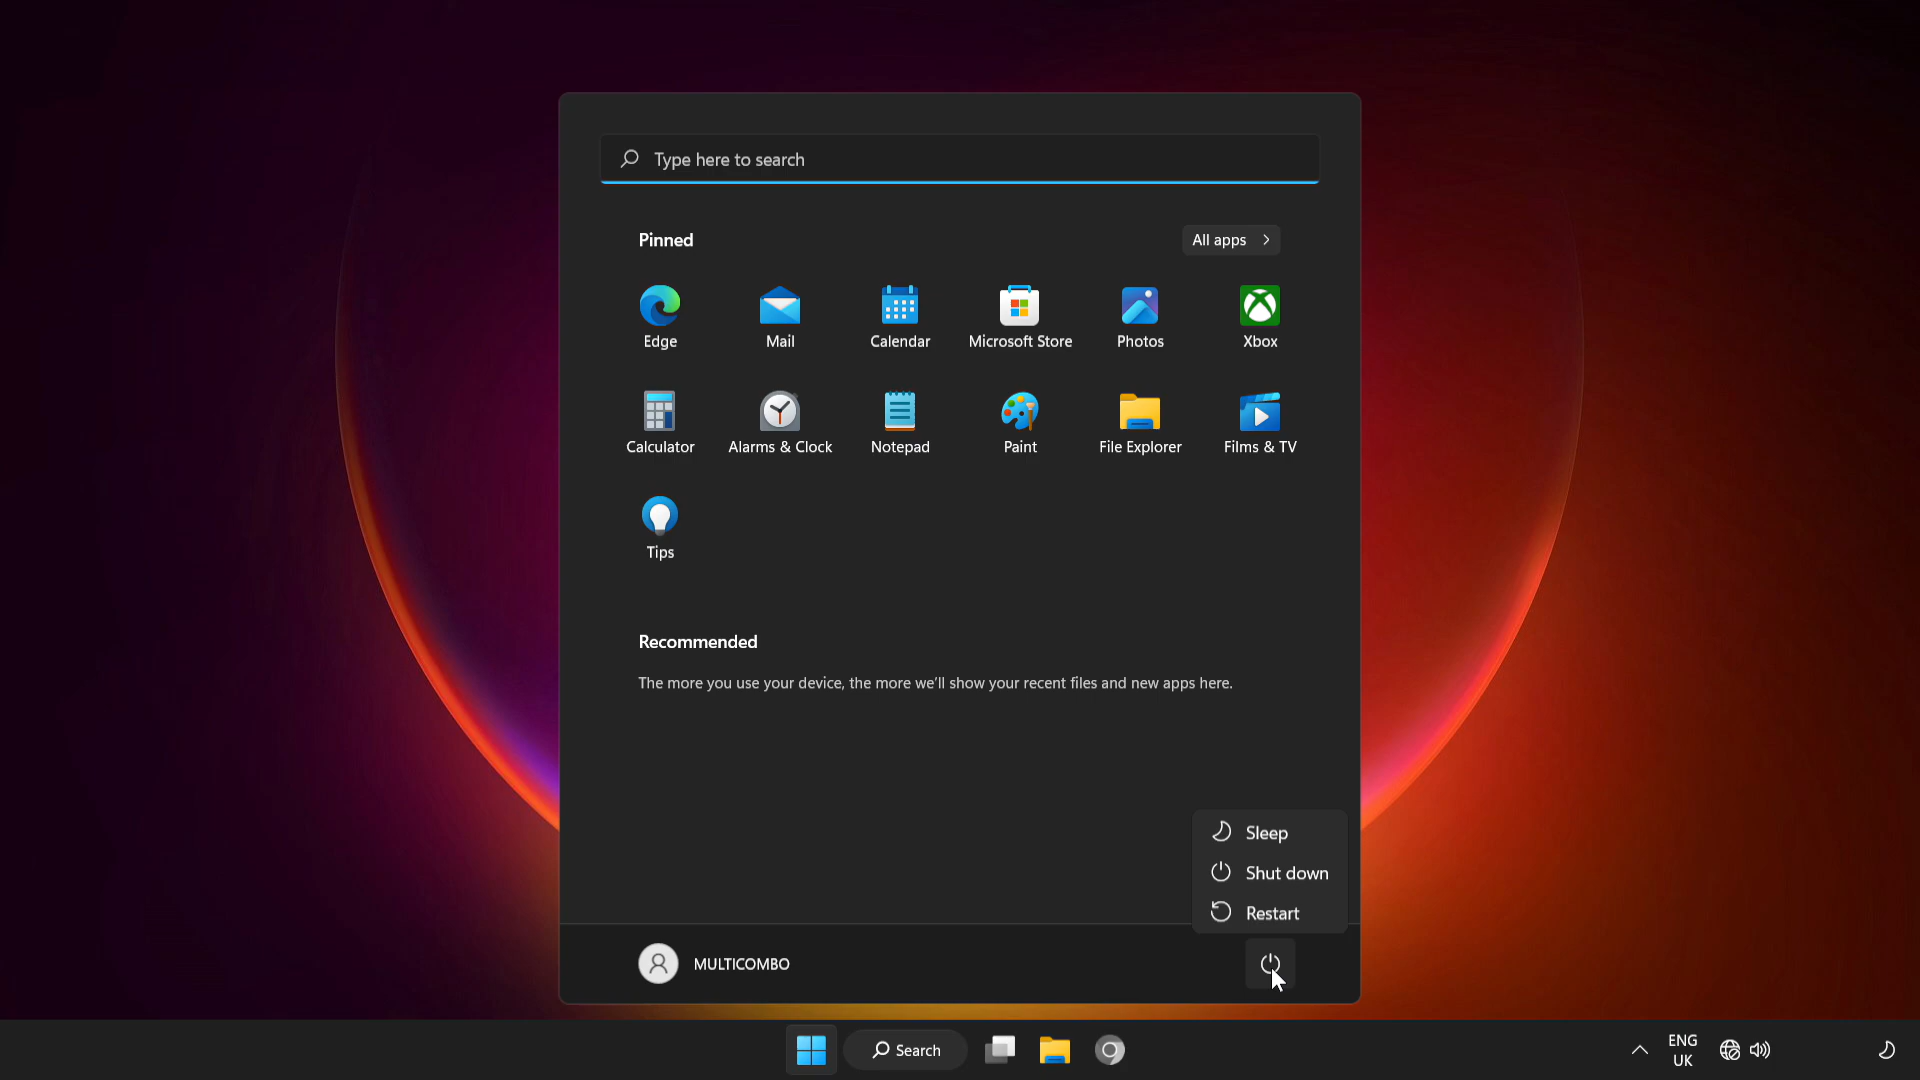 Type here to search
Pinned
All apps
Edge
Mail
Calendar
Microsoft Store
Photos
Xbox
Calculator
Alarms & Clock
Notepad
Paint
File Explorer
Films & TV
Tips
Recommended
The more you use your device, the more we'll show your recent files and new apps here.
Sleep
Shut down
Restart
MULTICOMBO
Search
ENG
UK